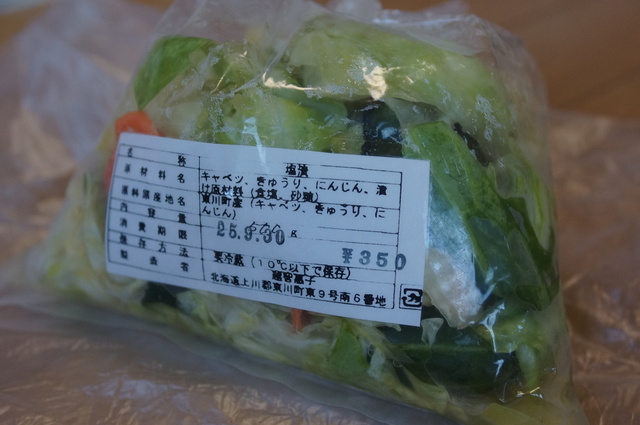 名称 塩漬
原材料名 キャベツ、きゅうり、にんじん、漬
け原材料(食塩、砂糖)
原料原産地名 東川町産(キャベツ、きゅうり、に
んじん)
内容量 g
消費期限 25.9.30
¥350
保存方法 要冷蔵(10℃以下で保存)
製造者
北海道上川郡東川町東9号南6番地